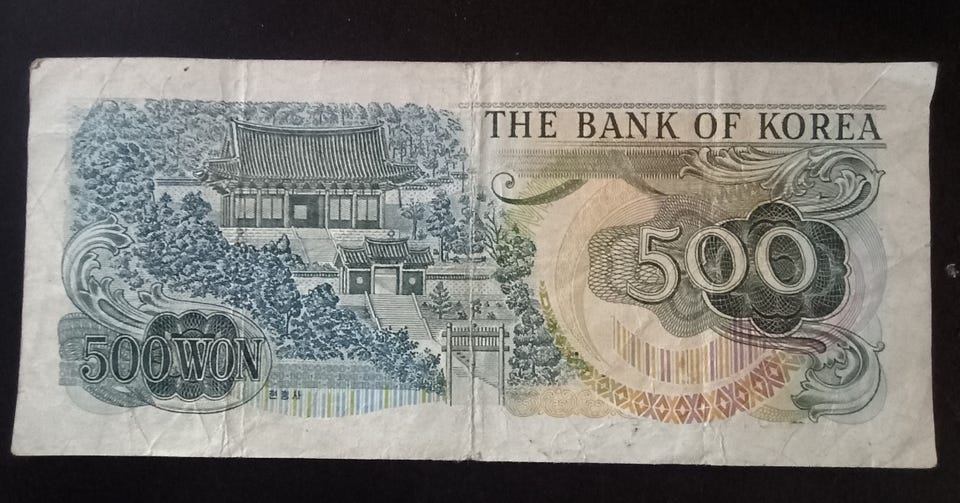 THE BANK OF KOREA
500
500 WON
현충사